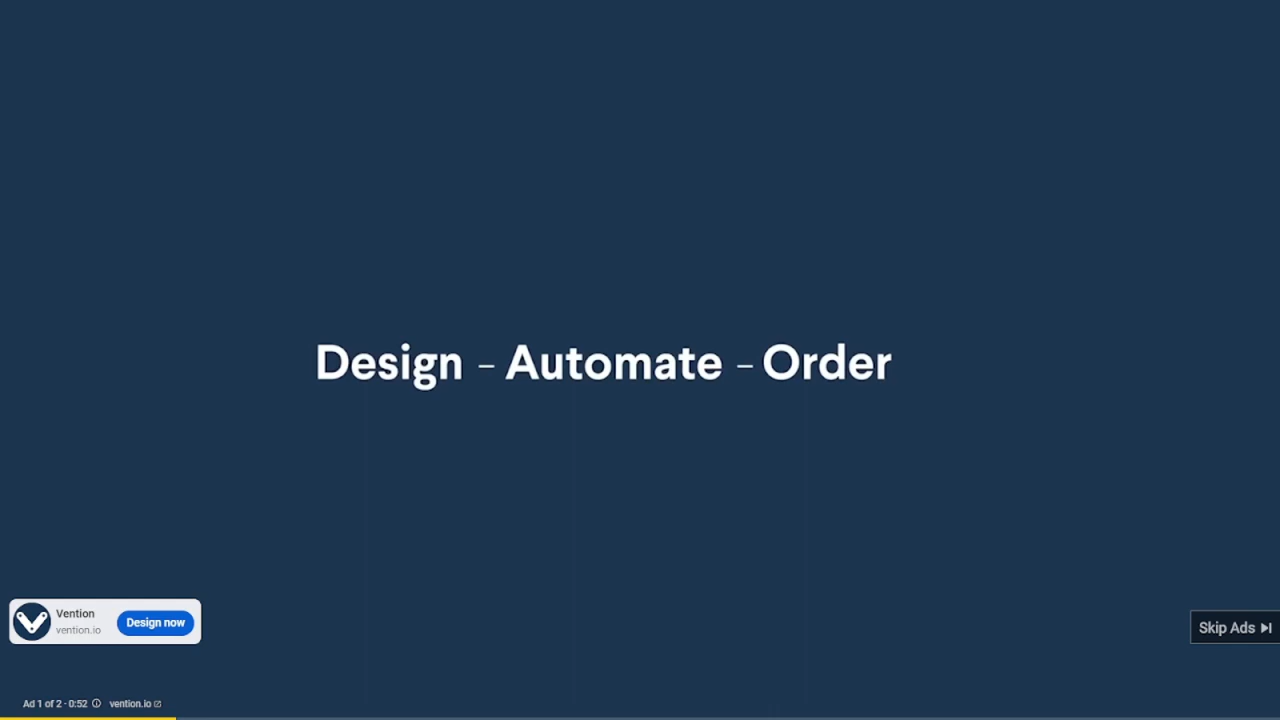 Design – Automate – Order
Vention
vention.io
Design now
Skip Ads
Ad 1 of 2 · 0:52
vention.io